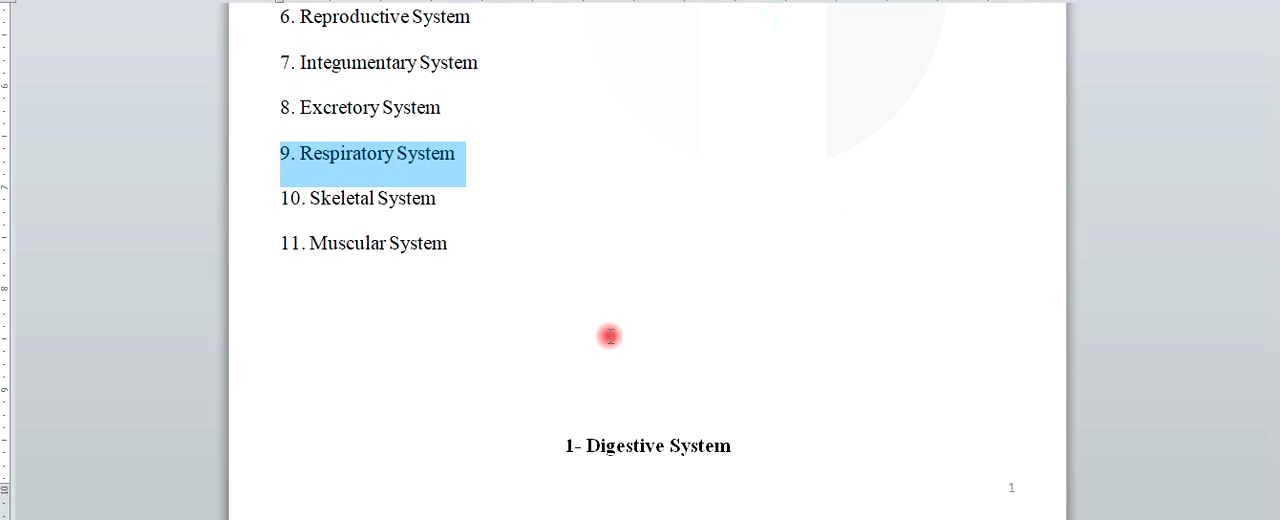 6. Reproductive System
7. Integumentary System
8. Excretory System
9. Respiratory System
10. Skeletal System
11. Muscular System
1- Digestive System
1